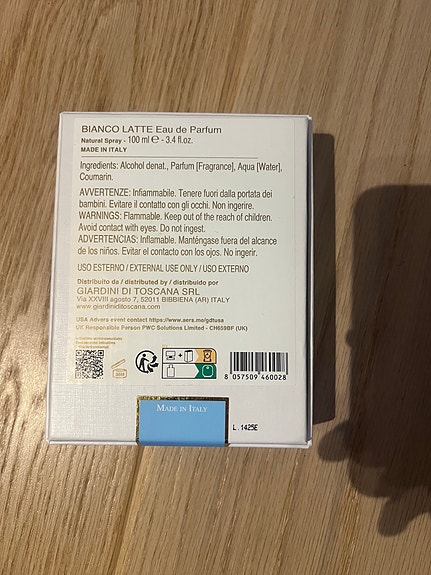 BIANCO LATTE Eau de Parfum
Natural Spray - 100 ml ℮ - 3.4 fl.oz.
MADE IN ITALY
Ingredients: Alcohol denat., Parfum [Fragrance], Aqua [Water],
Coumarin.
AVVERTENZE: Infiammabile. Tenere fuori dalla portata dei
bambini. Evitare il contatto con gli occhi. Non ingerire.
WARNINGS: Flammable. Keep out of the reach of children.
Avoid contact with eyes. Do not ingest.
ADVERTENCIAS: Inflamable. Manténgase fuera del alcance
de los niños. Evitar el contacto con los ojos. No ingerir.
USO ESTERNO / EXTERNAL USE ONLY / USO EXTERNO
Distribuito da / distributed by / distribuido por
GIARDINI DI TOSCANA SRL
Via XXVIII agosto 7, 52011 BIBBIENA (AR) ITALY
www.giardiniditoscana.com
USA Advers event contact https://www.aers.me/gdtusa
UK Responsible Person PWC Solutions Limited - CH659BF (UK)
8 057509 460028
MADE IN ITALY
L.1425E